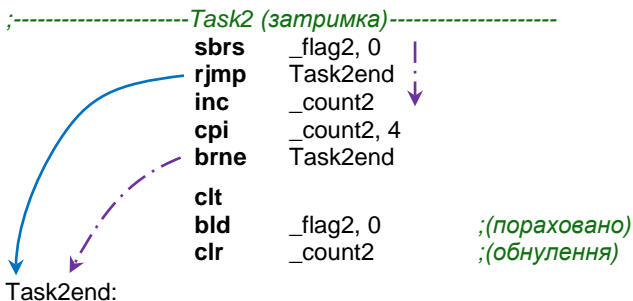 ;----------------------Task2 (затримка)---------------------
sbrs _flag2, 0
rjmp Task2end
inc _count2
cpi _count2, 4
brne Task2end
clt
bld _flag2, 0 ;(пораховано)
clr _count2 ;(обнулення)
Task2end: